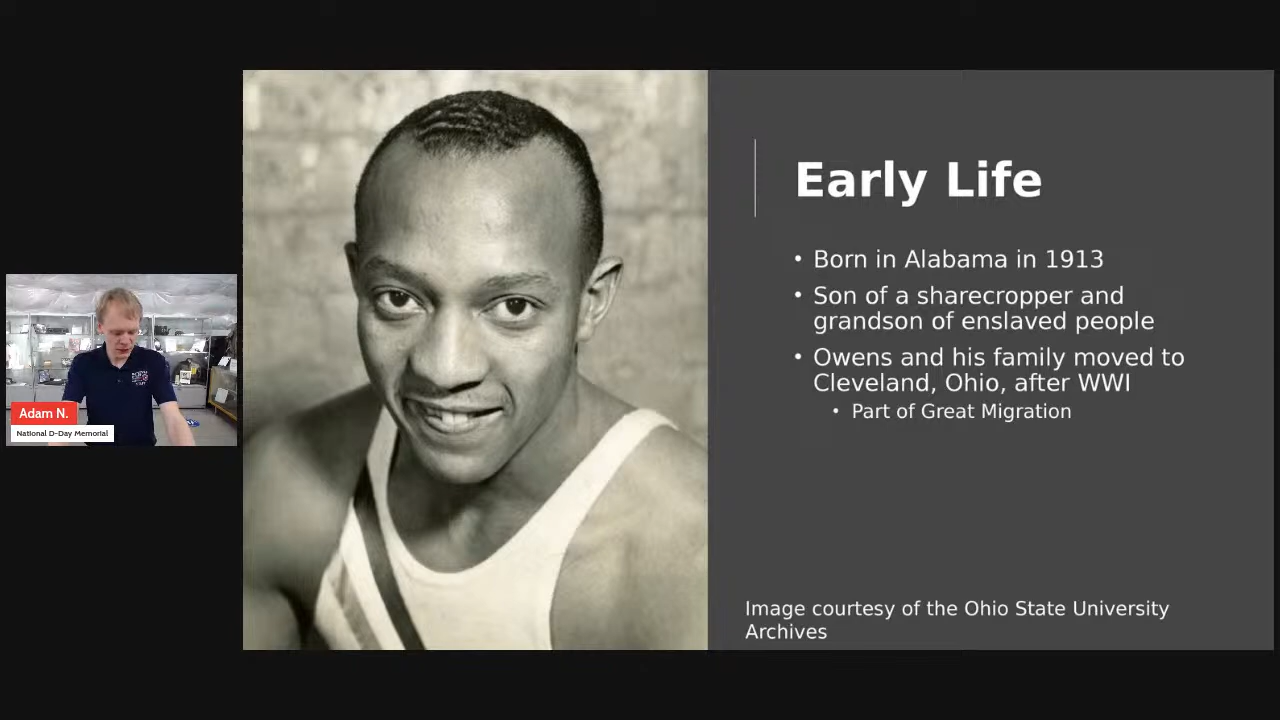 Early Life
• Born in Alabama in 1913
• Son of a sharecropper and
grandson of enslaved people
• Owens and his family moved to
Cleveland, Ohio, after WWI
• Part of Great Migration
Image courtesy of the Ohio State University
Archives
Adam N.
National D-Day Memorial